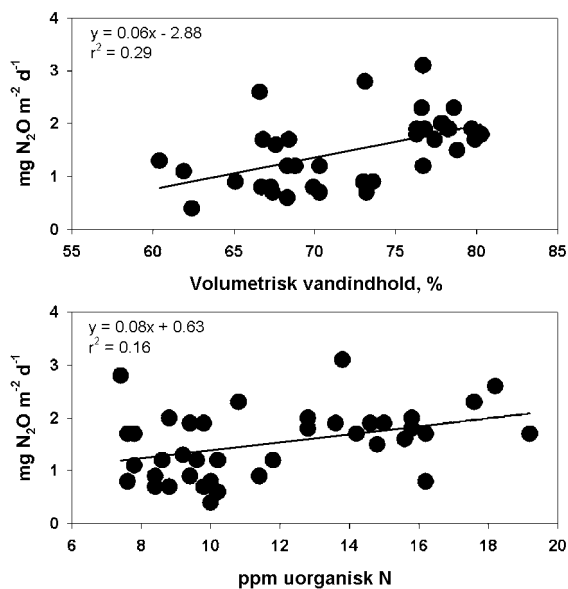 y = 0.06x - 2.88
r² = 0.29
mg N₂O m⁻² d⁻¹
4
3
2
1
0
55 60 65 70 75 80 85
Volumetrisk vandindhold, %
y = 0.08x + 0.63
r² = 0.16
mg N₂O m⁻² d⁻¹
4
3
2
1
0
6 8 10 12 14 16 18 20
ppm uorganisk N